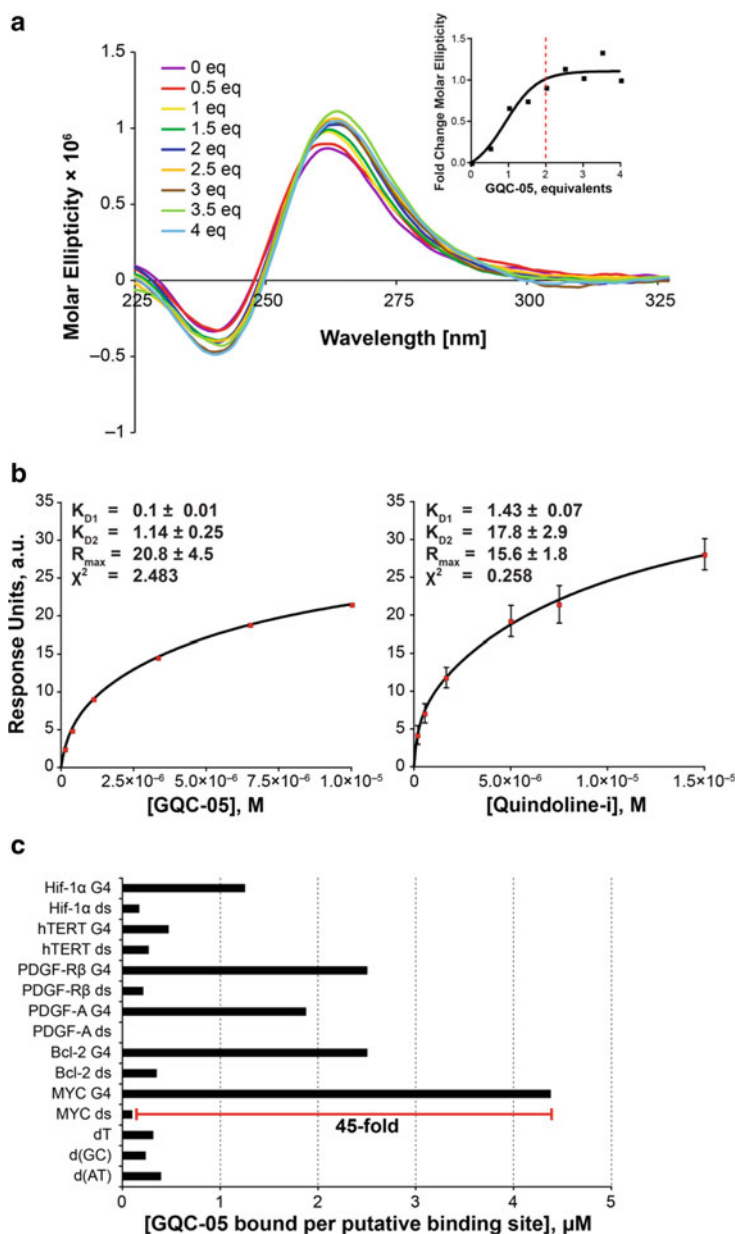 a
0 eq
0.5 eq
1 eq
1.5 eq
2 eq
2.5 eq
3 eq
3.5 eq
4 eq
Molar Ellipticity × 10⁶
1.5
1
0.5
0
–0.5
–1
225
250
275
300
325
Wavelength [nm]
Fold Change Molar Ellipticity
1.5
1.0
0.5
0.0
0
1
2
3
4
GQC-05, equivalents
b
Response Units, a.u.
35
30
25
20
15
10
5
0
K_D1 = 0.1 ± 0.01
K_D2 = 1.14 ± 0.25
R_max = 20.8 ± 4.5
χ² = 2.483
0
2.5×10⁻⁶
5.0×10⁻⁶
7.5×10⁻⁶
1.0×10⁻⁵
[GQC-05], M
35
30
25
20
15
10
5
0
K_D1 = 1.43 ± 0.07
K_D2 = 17.8 ± 2.9
R_max = 15.6 ± 1.8
χ² = 0.258
0
5.0×10⁻⁶
1.0×10⁻⁵
1.5×10⁻⁵
[Quindoline-i], M
c
Hif-1α G4
Hif-1α ds
hTERT G4
hTERT ds
PDGF-Rβ G4
PDGF-Rβ ds
PDGF-A G4
PDGF-A ds
Bcl-2 G4
Bcl-2 ds
MYC G4
MYC ds
45-fold
dT
d(GC)
d(AT)
0
1
2
3
4
5
[GQC-05 bound per putative binding site], μM